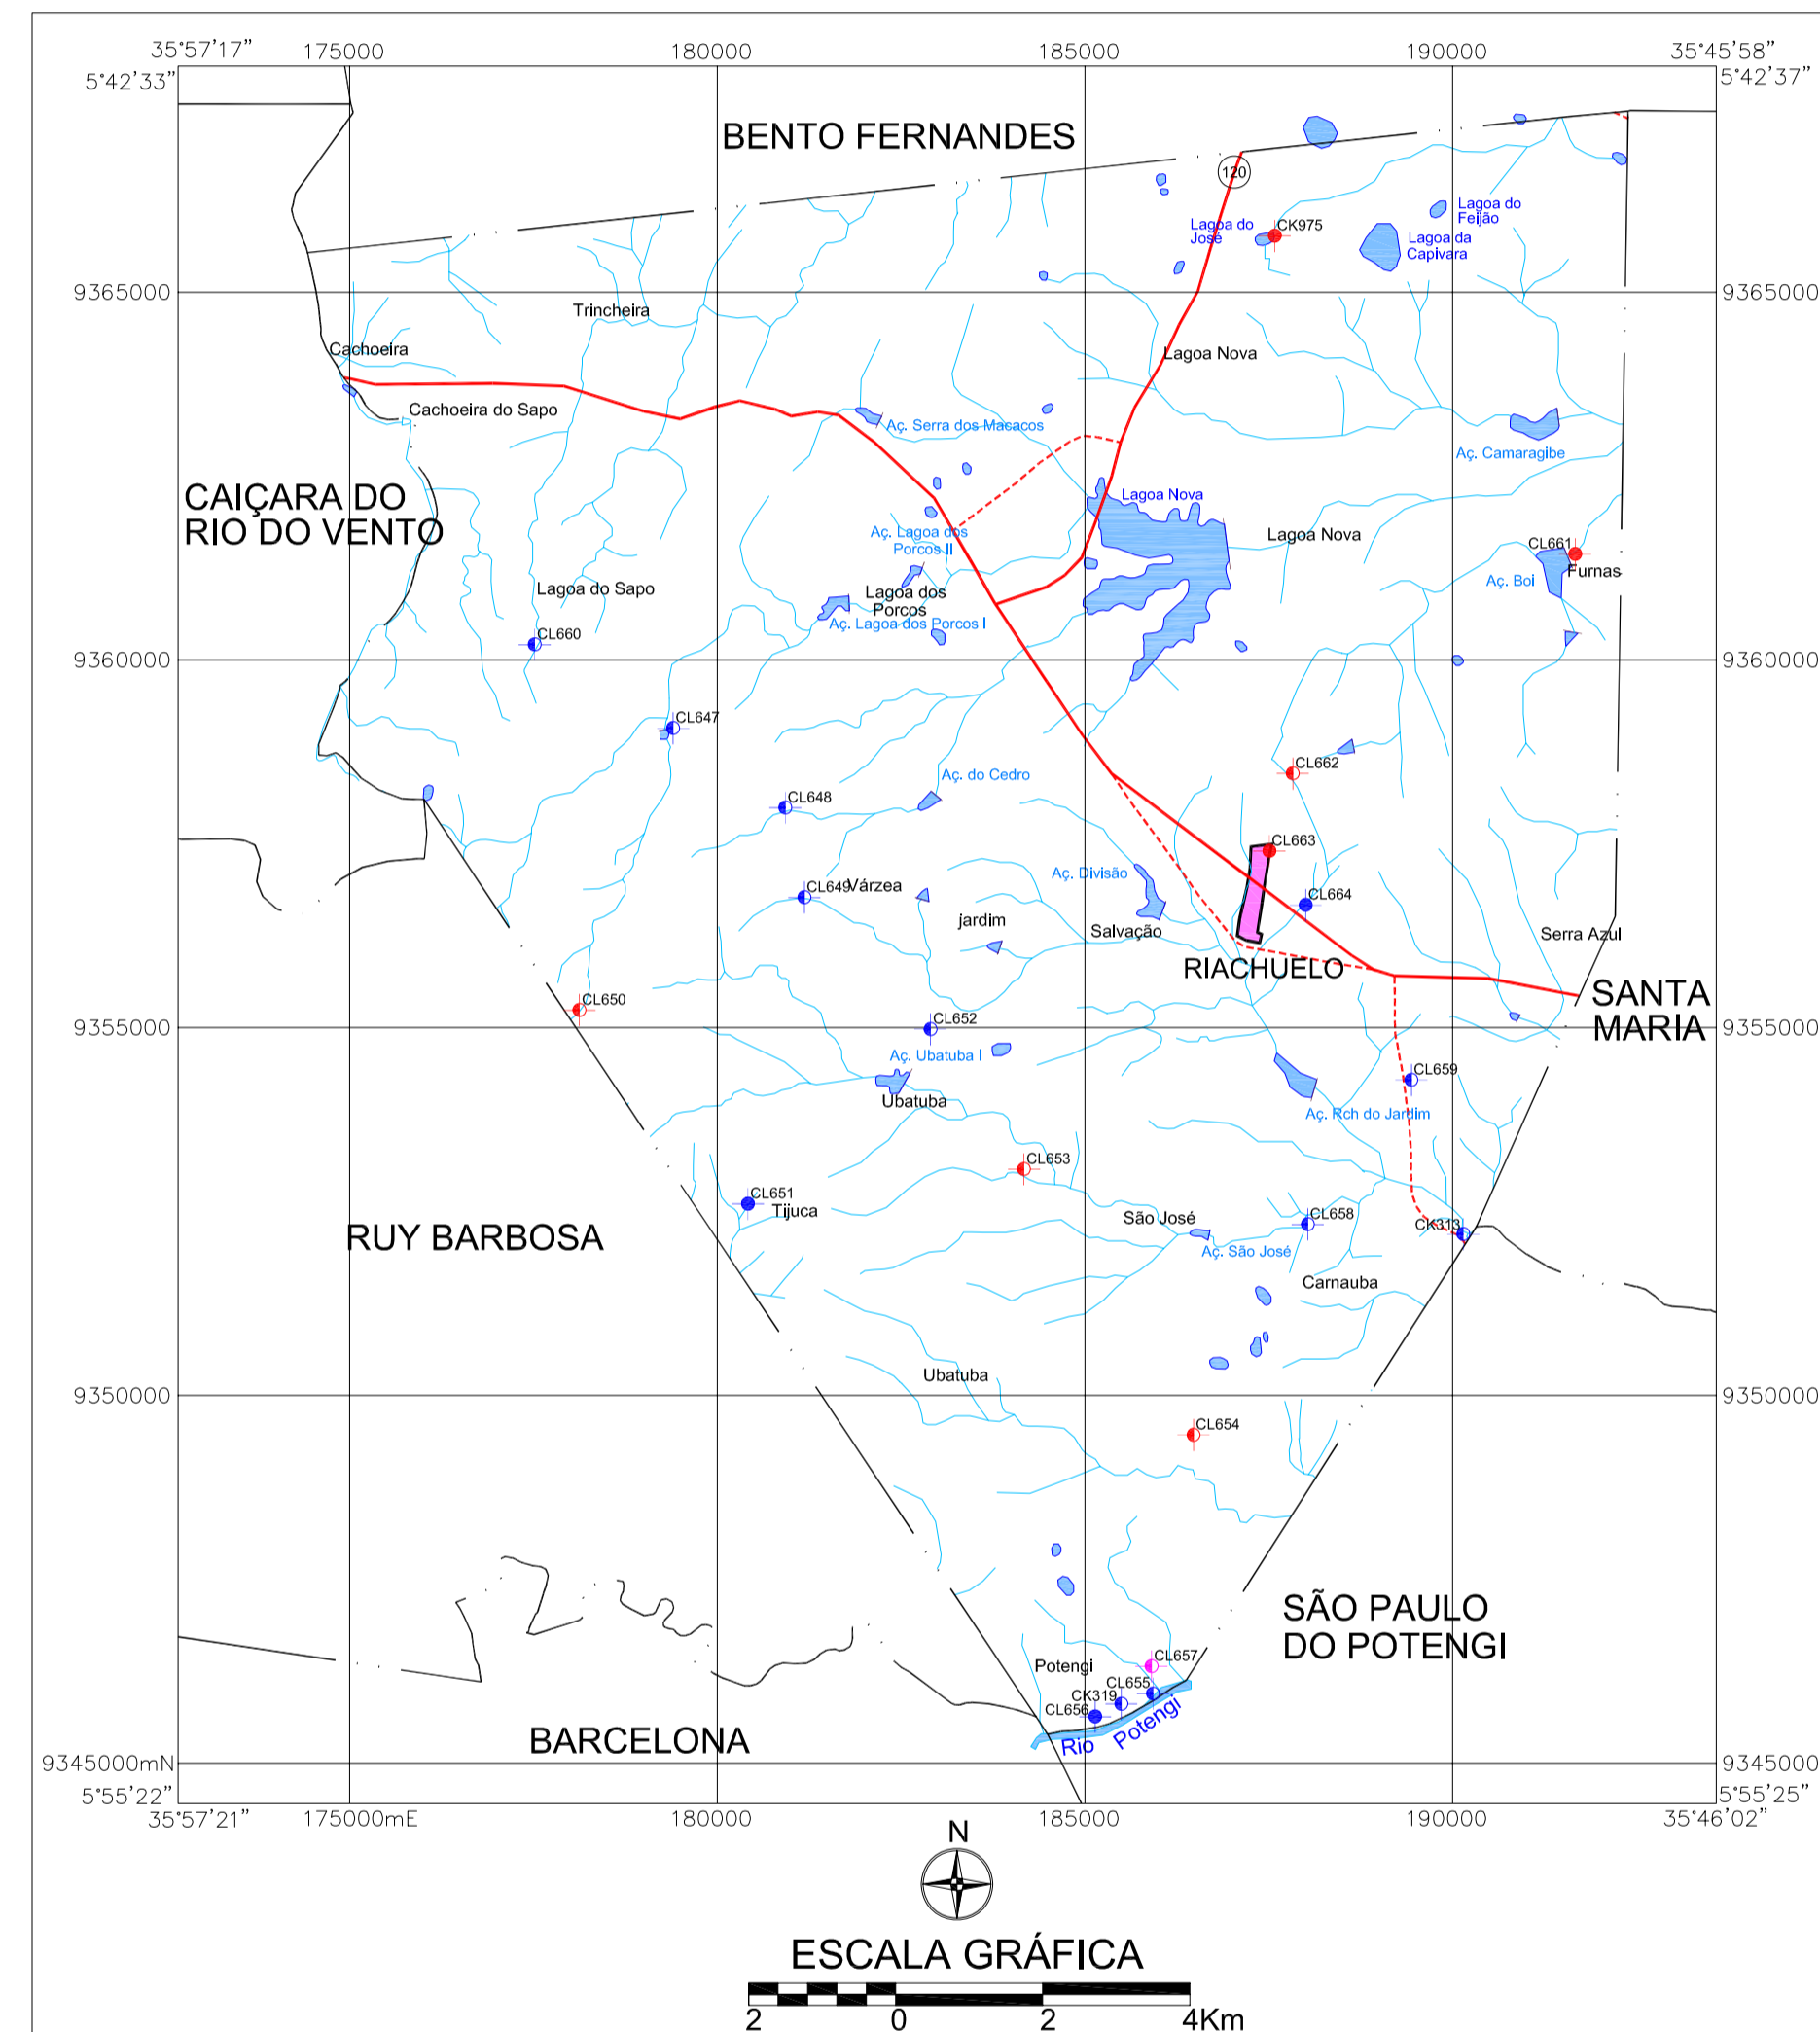 35°57'17"
175000
180000
185000
190000
35°45'58"
5°42'33"
5°42'37"
BENTO FERNANDES
120
Lagoa do
José
CK975
Lagoa do
Feijão
Lagoa da
Capivara
9365000
9365000
Trincheira
Cachoeira
Lagoa Nova
Cachoeira do Sapo
Aç. Serra dos Macacos
Aç. Camaragibe
CAIÇARA DO
RIO DO VENTO
Lagoa Nova
Aç. Lagoa dos
Porcos II
Lagoa Nova
CL661
Furnas
Aç. Boi
Lagoa do Sapo
Lagoa dos
Porcos
Aç. Lagoa dos Porcos I
CL660
9360000
9360000
CL647
CL662
Aç. do Cedro
CL648
CL663
Aç. Divisão
CL649
Várzea
CL664
jardim
Salvação
Serra Azul
RIACHUELO
SANTA
MARIA
CL650
9355000
9355000
CL652
Aç. Ubatuba I
CL659
Ubatuba
Aç. Rch do Jardim
CL653
CL651
Tijuca
São José
CL658
CK313
RUY BARBOSA
Aç. São José
Carnauba
Ubatuba
9350000
9350000
CL654
SÃO PAULO
DO POTENGI
CL657
Potengi
CL655
CK319
CL656
Rio Potengi
BARCELONA
9345000mN
9345000
5°55'22"
5°55'25"
35°57'21"
175000mE
180000
185000
190000
35°46'02"
N
ESCALA GRÁFICA
2 0 2 4Km